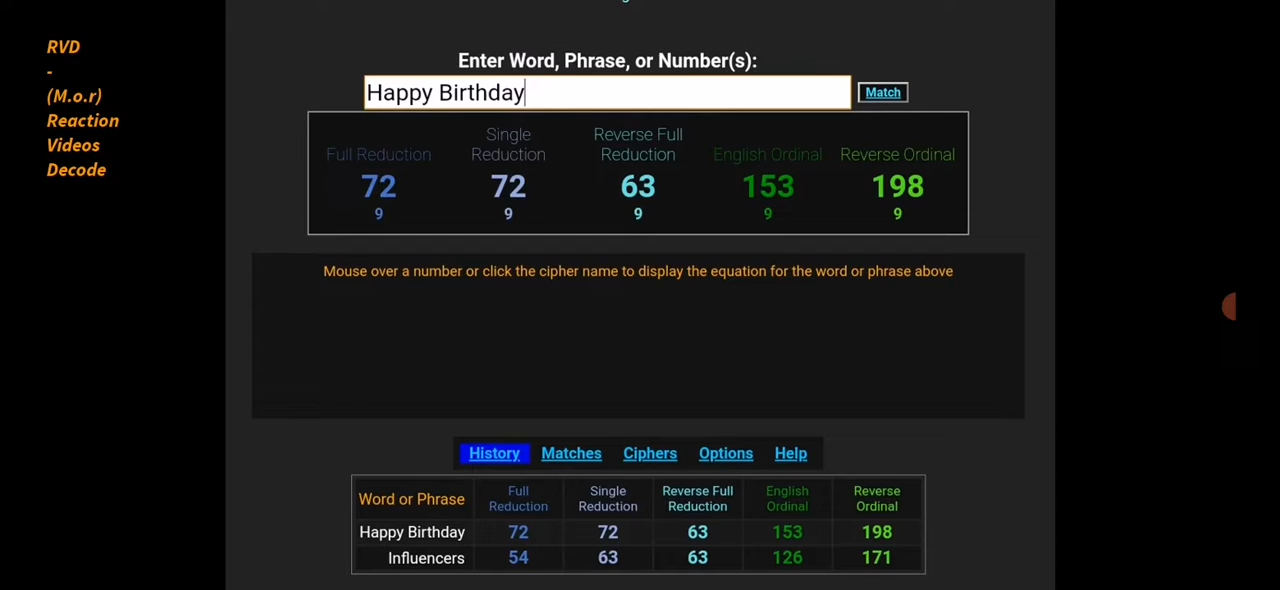 RVD
-
(M.o.r)
Reaction
Videos
Decode
Enter Word, Phrase, or Number(s):
Happy Birthday
Match
Full Reduction
Single Reduction
Reverse Full Reduction
English Ordinal
Reverse Ordinal
72 72 63 153 198
9 9 9 9 9
Mouse over a number or click the cipher name to display the equation for the word or phrase above
History Matches Ciphers Options Help
Word or Phrase
Full Reduction
Single Reduction
Reverse Full Reduction
English Ordinal
Reverse Ordinal
Happy Birthday 72 72 63 153 198
Influencers 54 63 63 126 171